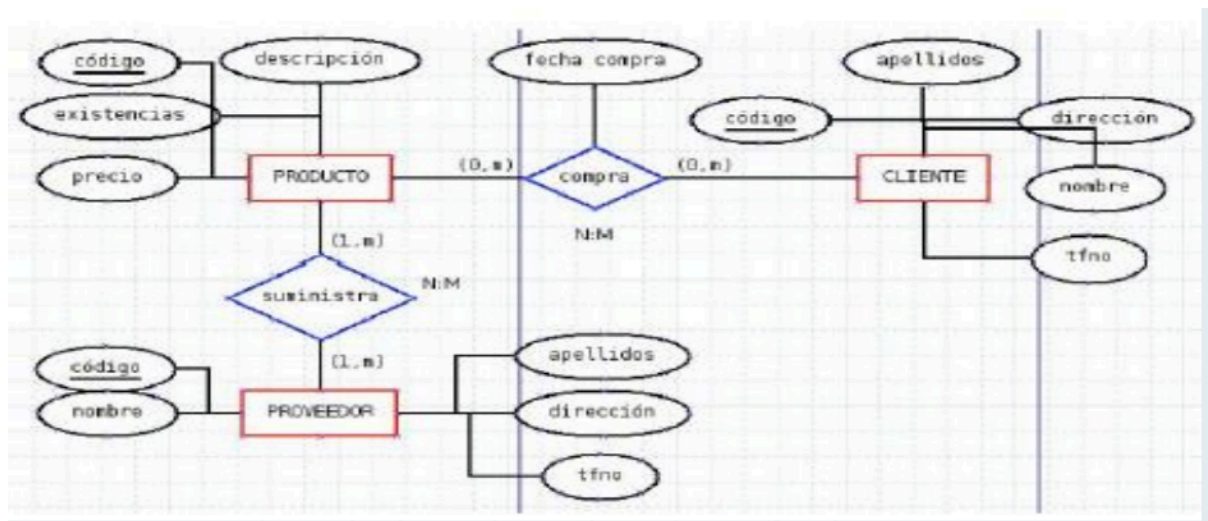 código
descripción
fecha compra
apellidos
existencias
código
dirección
precio
PRODUCTO
(0,m)
compra
(0,m)
CLIENTE
nombre
N:M
(1,m)
tfno
suministra
N:M
código
(1,m)
apellidos
nombre
PROVEEDOR
dirección
tfno